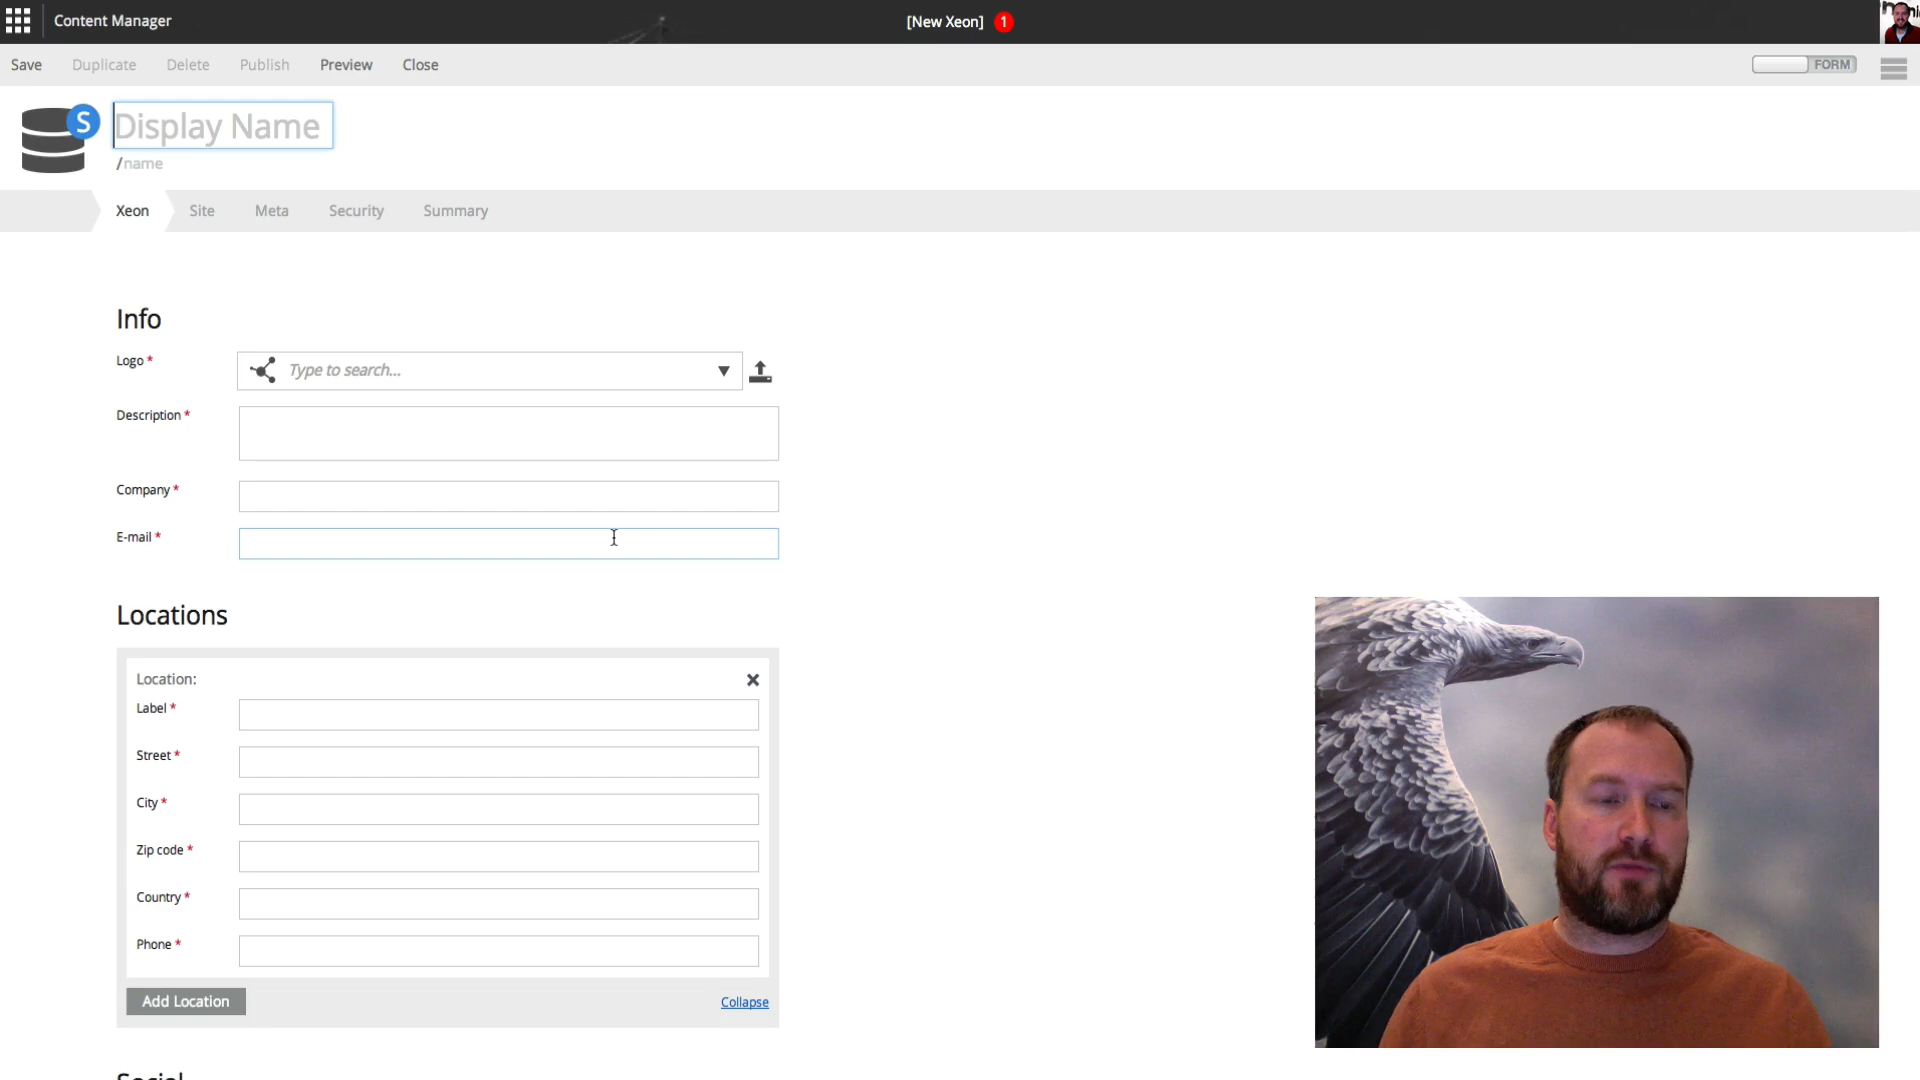 Content Manager
[New Xeon] 1
Save Duplicate Delete Publish Preview Close
FORM
S
Display Name
/name
Xeon Site Meta Security Summary
Info
Logo *
Type to search...
Description *
Company *
E-mail *
Locations
Location:
Label *
Street *
City *
Zip code *
Country *
Phone *
Add Location
Collapse